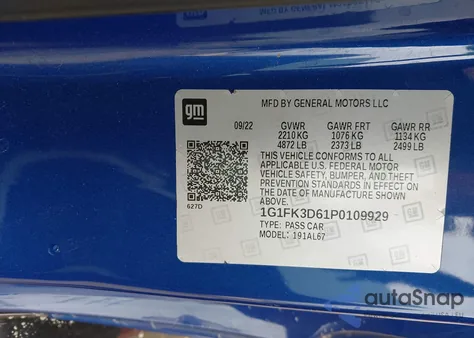 gm
MFD BY GENERAL MOTORS LLC
09/22 GVWR GAWR FRT GAWR RR
2210 KG 1076 KG 1134 KG
4872 LB 2373 LB 2499 LB
THIS VEHICLE CONFORMS TO ALL
APPLICABLE U.S. FEDERAL MOTOR
VEHICLE SAFETY, BUMPER, AND THEFT
PREVENTION STANDARDS IN EFFECT ON
THE DATE OF MANUFACTURE SHOWN
ABOVE.
627D
1G1FK3D61P0109929
TYPE: PASS CAR
MODEL: 191AL67
autoSnap